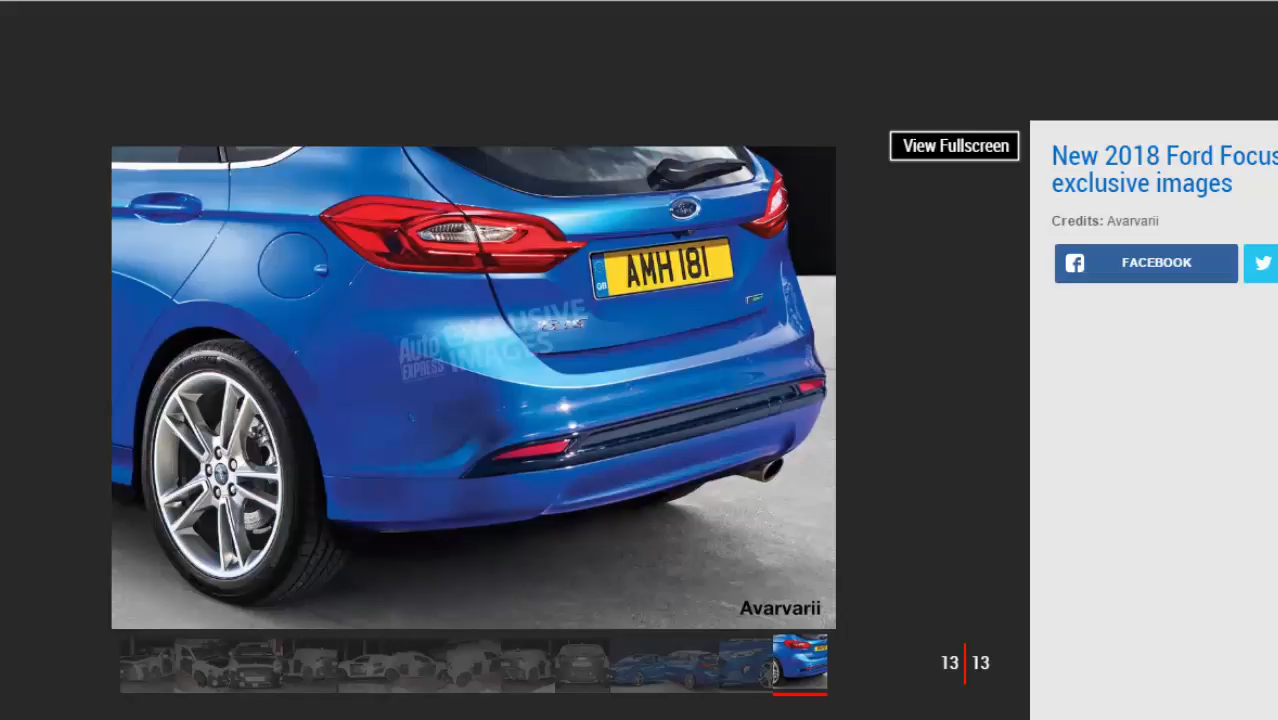 View Fullscreen
New 2018 Ford Focus
exclusive images
Credits: Avarvarii
FACEBOOK
Ford
AMH 181
GB
Auto EXCLUSIVE
EXPRESS IMAGES
Avarvarii
13 13